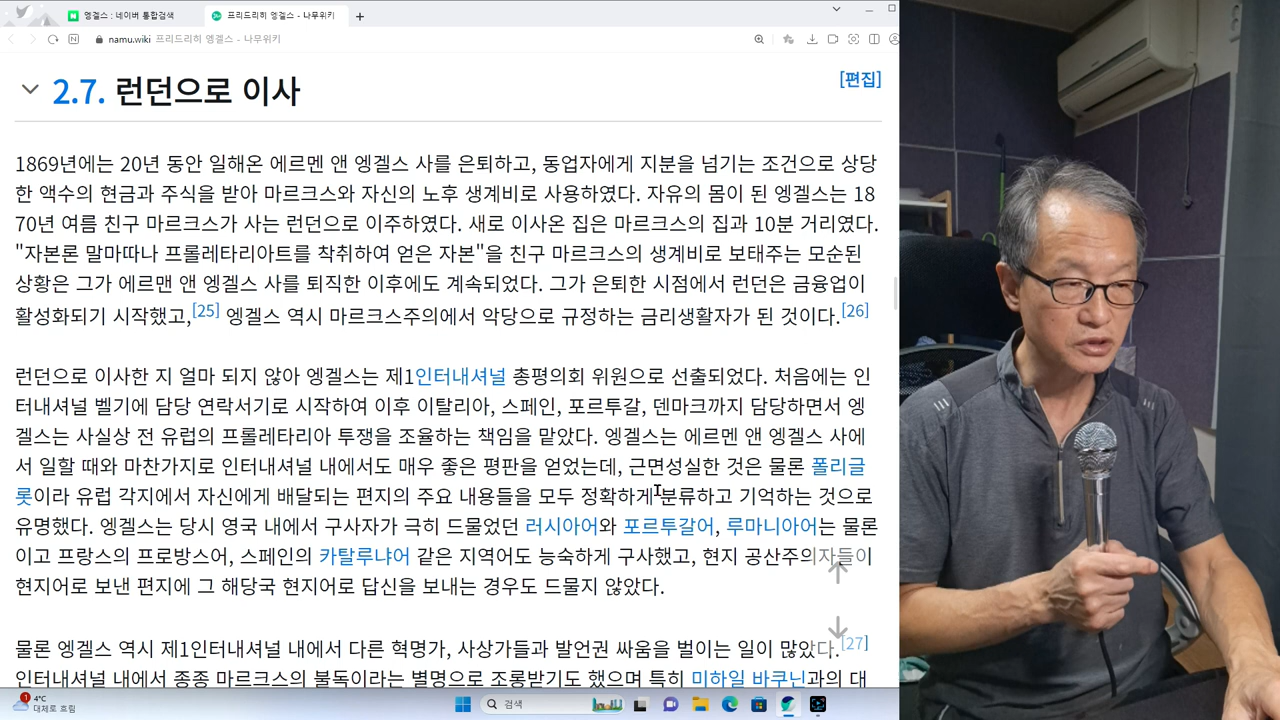 엥겔스 : 네이버 통합검색
프리드리히 엥겔스 - 나무위키
namu.wiki 프리드리히 엥겔스 - 나무위키
2.7. 런던으로 이사
[편집]
1869년에는 20년 동안 일해온 에르멘 앤 엥겔스 사를 은퇴하고, 동업자에게 지분을 넘기는 조건으로 상당
한 액수의 현금과 주식을 받아 마르크스와 자신의 노후 생계비로 사용하였다. 자유의 몸이 된 엥겔스는 18
70년 여름 친구 마르크스가 사는 런던으로 이주하였다. 새로 이사온 집은 마르크스의 집과 10분 거리였다.
"자본론 말마따나 프롤레타리아트를 착취하여 얻은 자본"을 친구 마르크스의 생계비로 보태주는 모순된
상황은 그가 에르맨 앤 엥겔스 사를 퇴직한 이후에도 계속되었다. 그가 은퇴한 시점에서 런던은 금융업이
활성화되기 시작했고,[25] 엥겔스 역시 마르크스주의에서 악당으로 규정하는 금리생활자가 된 것이다.[26]
런던으로 이사한 지 얼마 되지 않아 엥겔스는 제1인터내셔널 총평의회 위원으로 선출되었다. 처음에는 인
터내셔널 벨기에 담당 연락서기로 시작하여 이후 이탈리아, 스페인, 포르투갈, 덴마크까지 담당하면서 엥
겔스는 사실상 전 유럽의 프롤레타리아 투쟁을 조율하는 책임을 맡았다. 엥겔스는 에르멘 앤 엥겔스 사에
서 일할 때와 마찬가지로 인터내셔널 내에서도 매우 좋은 평판을 얻었는데, 근면성실한 것은 물론 폴리글
롯이라 유럽 각지에서 자신에게 배달되는 편지의 주요 내용들을 모두 정확하게 분류하고 기억하는 것으로
유명했다. 엥겔스는 당시 영국 내에서 구사자가 극히 드물었던 러시아어와 포르투갈어, 루마니아어는 물론
이고 프랑스의 프로방스어, 스페인의 카탈루냐어 같은 지역어도 능숙하게 구사했고, 현지 공산주의자들이
현지어로 보낸 편지에 그 해당국 현지어로 답신을 보내는 경우도 드물지 않았다.
물론 엥겔스 역시 제1인터내셔널 내에서 다른 혁명가, 사상가들과 발언권 싸움을 벌이는 일이 많았다.[27]
인터내셔널 내에서 종종 마르크스의 불독이라는 별명으로 조롱받기도 했으며 특히 미하일 바쿠닌과의 대
1
4°C
대체로 흐림
검색